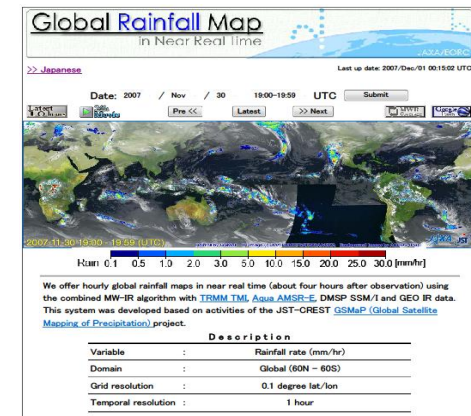 Global Rainfall Map
in Near Real Time
JAXA/EORC
>> Japanese
Last up date: 2007/Dec/01 00:15:02 UTC
Date: 2007 / Nov / 30 19:00-19:59 UTC Submit
Latest
Pre << Latest >> Next
2007-11-30 19:00 - 19:59 (UTC)
JAXA JST
Rain 0.1 0.5 1.0 2.0 3.0 5.0 10.0 15.0 20.0 25.0 30.0 [mm/hr]
We offer hourly global rainfall maps in near real time (about four hours after observation) using
the combined MW-IR algorithm with TRMM TMI, Aqua AMSR-E, DMSP SSM/I and GEO IR data.
This system was developed based on activities of the JST-CREST GSMaP (Global Satellite
Mapping of Precipitation) project.
Description
Variable : Rainfall rate (mm/hr)
Domain : Global (60N - 60S)
Grid resolution : 0.1 degree lat/lon
Temporal resolution : 1 hour